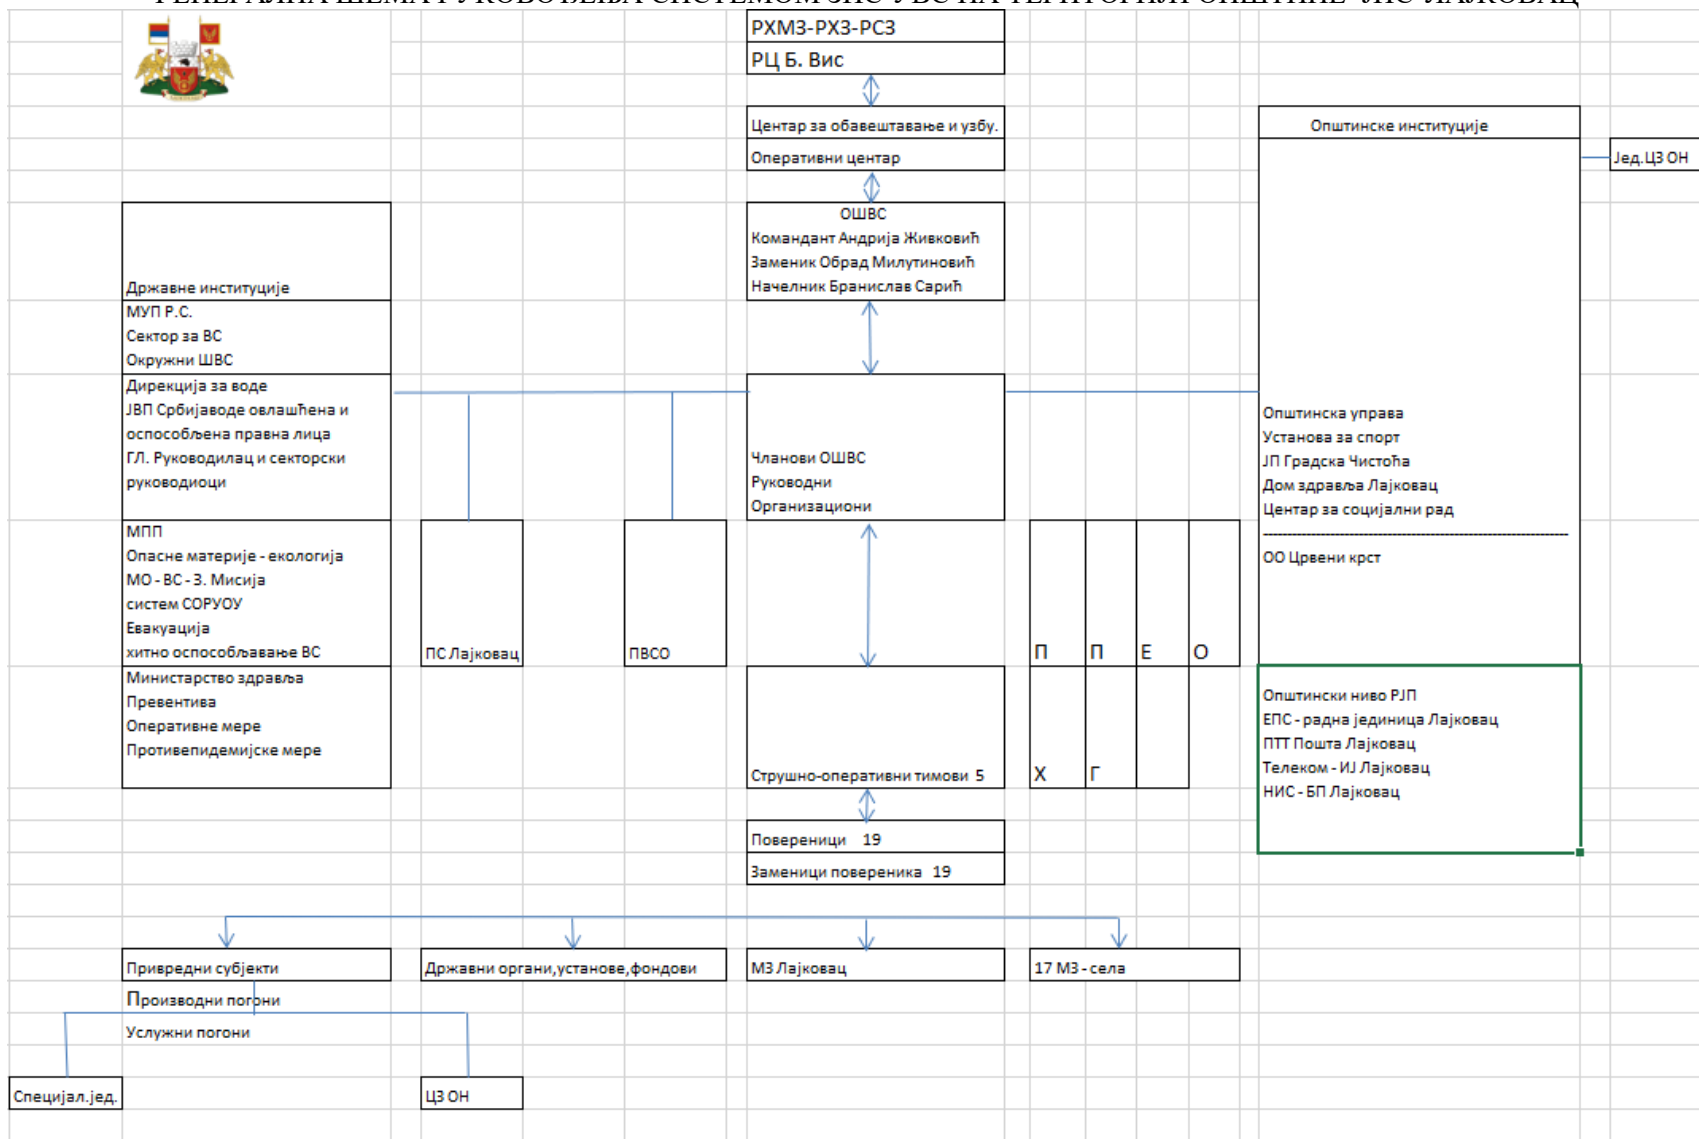 РХМЗ-РХЗ-РСЗ
РЦ Б. Вис
Центар за обавештавање и узбу.
Оперативни центар
Општинске институције
Јед.ЦЗ ОН
ОШВС
Командант Андрија Живковић
Заменик Обрад Милутиновић
Начелник Бранислав Сарић
Државне институције
МУП Р.С.
Сектор за ВС
Окружни ШВС
Дирекција за воде
ЈВП Србијаводе овлашћена и
оспособљена правна лица
ГЛ. Руководилац и секторски
руководиоци
Чланови ОШВС
Руководни
Организациони
Општинска управа
Установа за спорт
ЈП Градска Чистоћа
Дом здравља Лајковац
Центар за социјални рад
ОО Црвени крст
МПП
Опасне материје - екологија
МО - ВС - З. Мисија
систем СОРУОУ
Евакуација
хитно оспособљавање ВС
ПС Лајковац
ПВСО
П П Е О
Министарство здравља
Превентива
Оперативне мере
Противепидемијске мере
Струшно-оперативни тимови 5
Х Г
Општински ниво РЈП
ЕПС - радна јединица Лајковац
ПТТ Пошта Лајковац
Телеком - ИЈ Лајковац
НИС - БП Лајковац
Повереници 19
Заменици повереника 19
Привредни субјекти
Државни органи,установе,фондови
МЗ Лајковац
17 МЗ - села
Производни погони
Услужни погони
Специјал.јед.
ЦЗ ОН